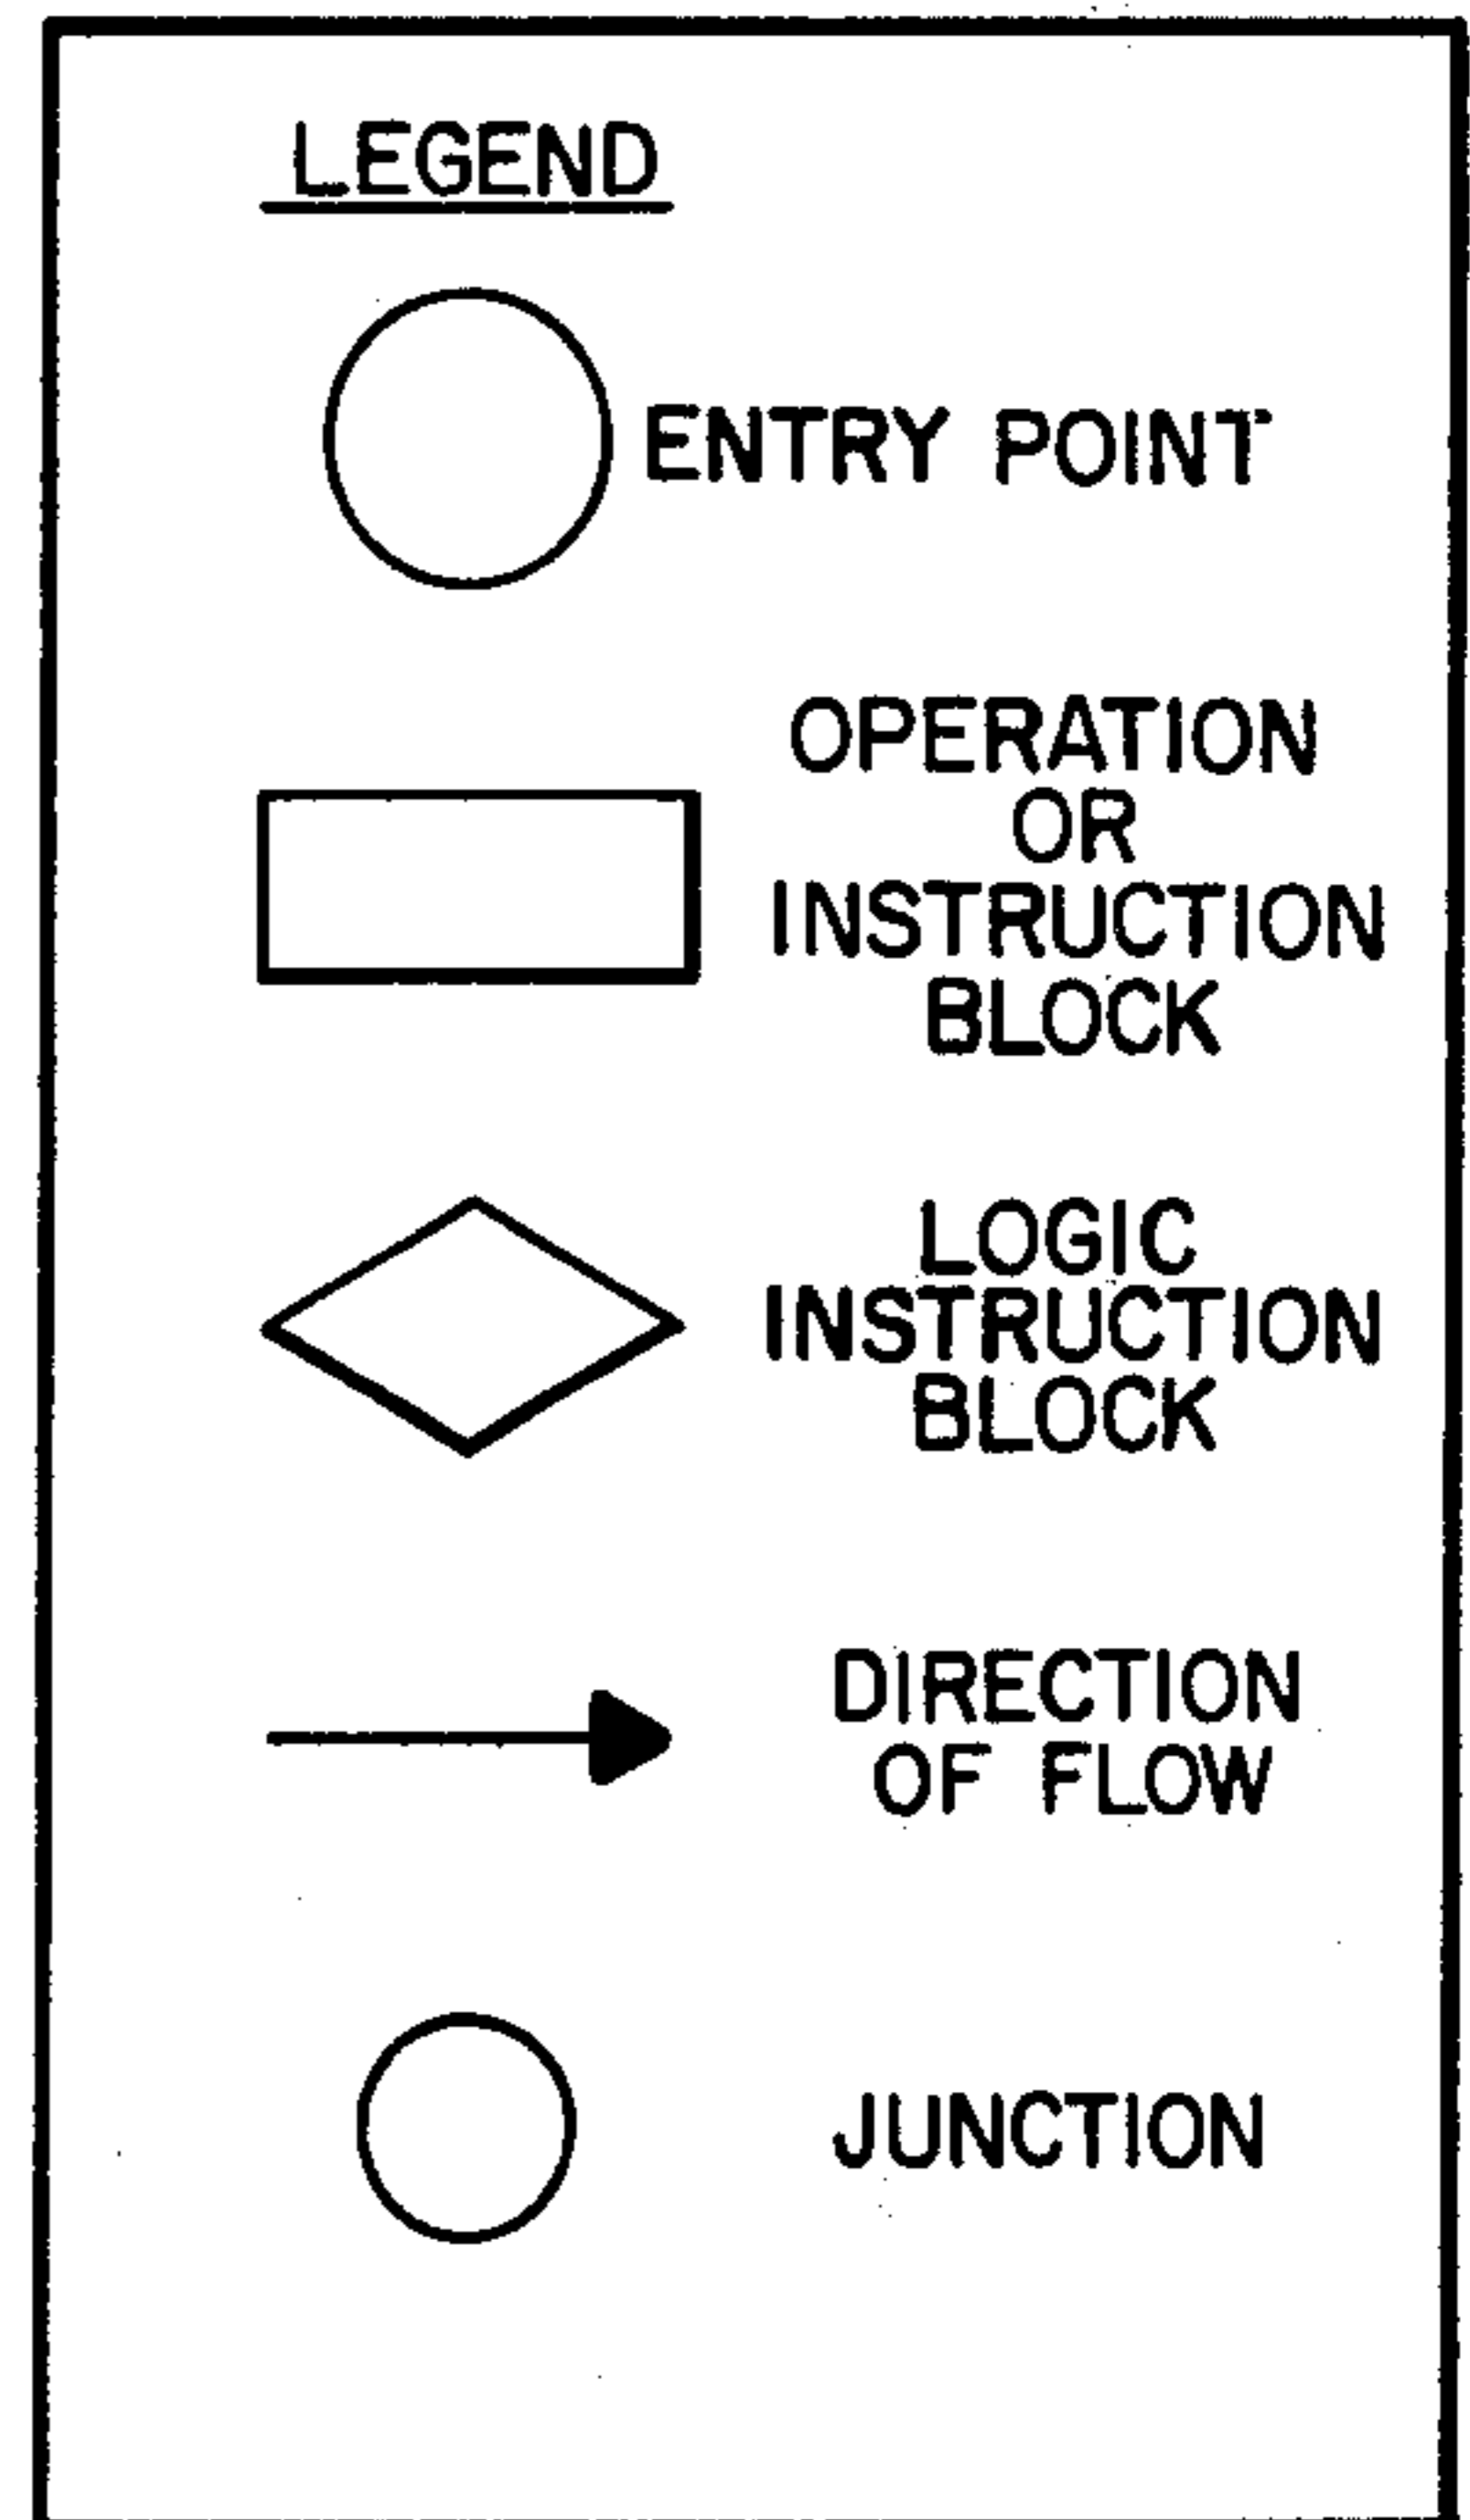 LEGEND
ENTRY POINT
OPERATION
OR
INSTRUCTION
BLOCK
LOGIC
INSTRUCTION
BLOCK
DIRECTION
OF FLOW
JUNCTION